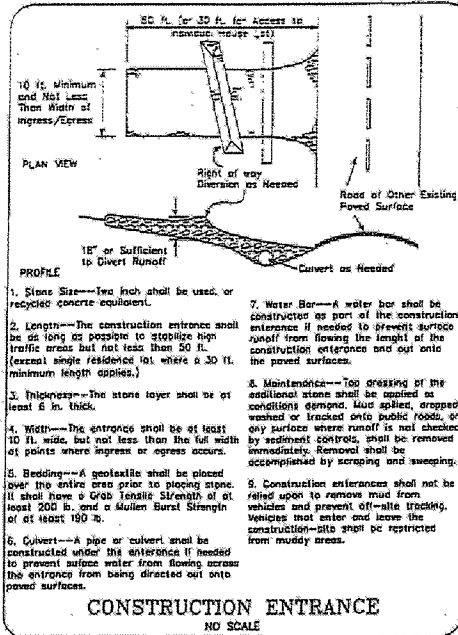 50 ft. (or 30 ft. for Access to
Individual House Lot)
10 ft. Minimum
and Not Less
Than Width of
Ingress/Egress
PLAN VIEW
Right of way
Diversion as Needed
Road of Other Existing
Paved Surface
18" or Sufficient
to Divert Runoff
Culvert as Needed
PROFILE
1. Stone Size--Two inch shall be used, or
recycled concrete equilbent.
2. Length--The construction entrance shall
be as long as possible to stabilize high
traffic areas but not less than 50 ft.
(except single residence lot where a 30 ft.
minimum length applies.)
3. Thickness--The stone layer shall be at
least 6 in. thick.
4. Width--The entrance shall be at least
10 ft. wide, but not less than the full width
at points where ingress or egress occurs.
5. Bedding--A geotextile shall be placed
over the entire area prior to placing stone.
It shall have a Grab Tensile Strength of at
least 200 lb. and a Mullen Burst Strength
of at least 190 lb.
6. Culvert--A pipe or culvert shall be
constructed under the enterance if needed
to prevent suface water from flowing across
the entrance from being directed out onto
paved surfaces.
7. Water Bar--A water bar shall be
constructed as part of the construction
enterance if needed to prevent surface
runoff from flowing the lenght of the
construction enterance and out onto
the paved surfaces.
8. Maintenance--Top dressing of the
additional stone shall be applied as
conditions demand. Mud spilled, dropped
washed or tracked onto public roads, or
any surface where runoff is not checked
by sediment controls, shall be removed
immediately. Removal shall be
accomplished by scraping and sweeping.
9. Construction enterances shall not be
relied upon to remove mud from
vehicles and prevent off-site tracking.
Vehicles that enter and leave the
construction-site shall be restricted
from muddy areas.
CONSTRUCTION ENTRANCE
NO SCALE